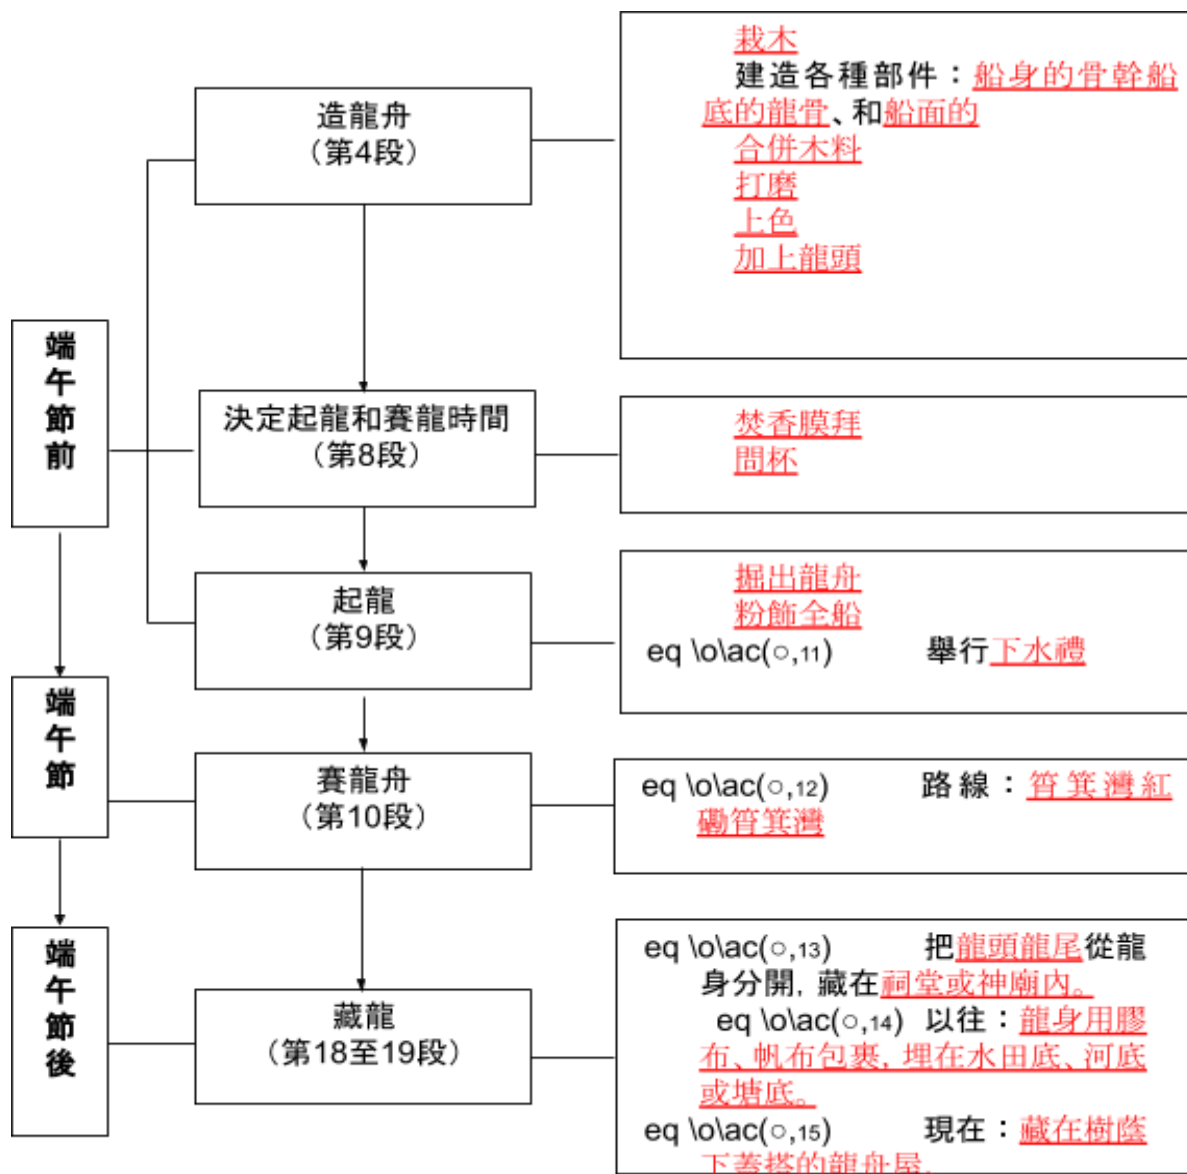 栽木
建造各種部件：船身的骨幹船
底的龍骨、和船面的
合併木料
打磨
上色
加上龍頭
造龍舟
（第4段）
端
午
節
前
決定起龍和賽龍時間
（第8段）
焚香膜拜
問杯
起龍
（第9段）
掘出龍舟
粉飾全船
eq \o\ac(○,11) 舉行下水禮
端
午
節
賽龍舟
（第10段）
eq \o\ac(○,12) 路線：筲箕灣紅
磡筲箕灣
端
午
節
後
藏龍
（第18至19段）
eq \o\ac(○,13) 把龍頭龍尾從龍
身分開, 藏在祠堂或神廟內。
eq \o\ac(○,14) 以往：龍身用膠
布、帆布包裹, 埋在水田底、河底
或塘底。
eq \o\ac(○,15) 現在：藏在樹蔭
下蓋搭的龍舟屋.